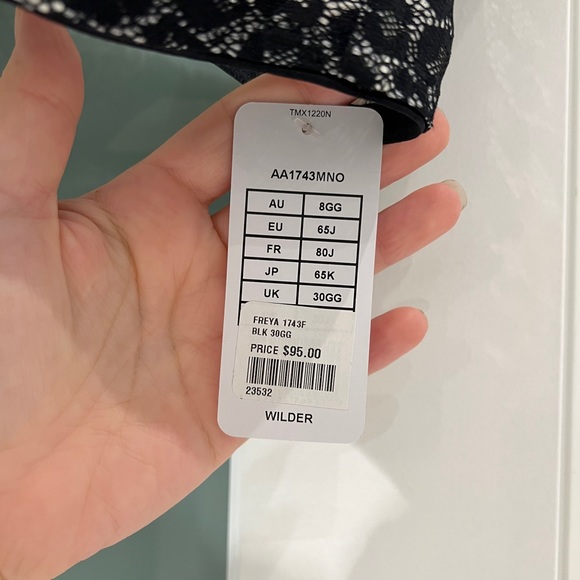 TMX1220N
AA1743MNO
AU 8GG
EU 65J
FR 80J
JP 65K
UK 30GG
FREYA 1743F
BLK 30GG
PRICE $95.00
23532
WILDER